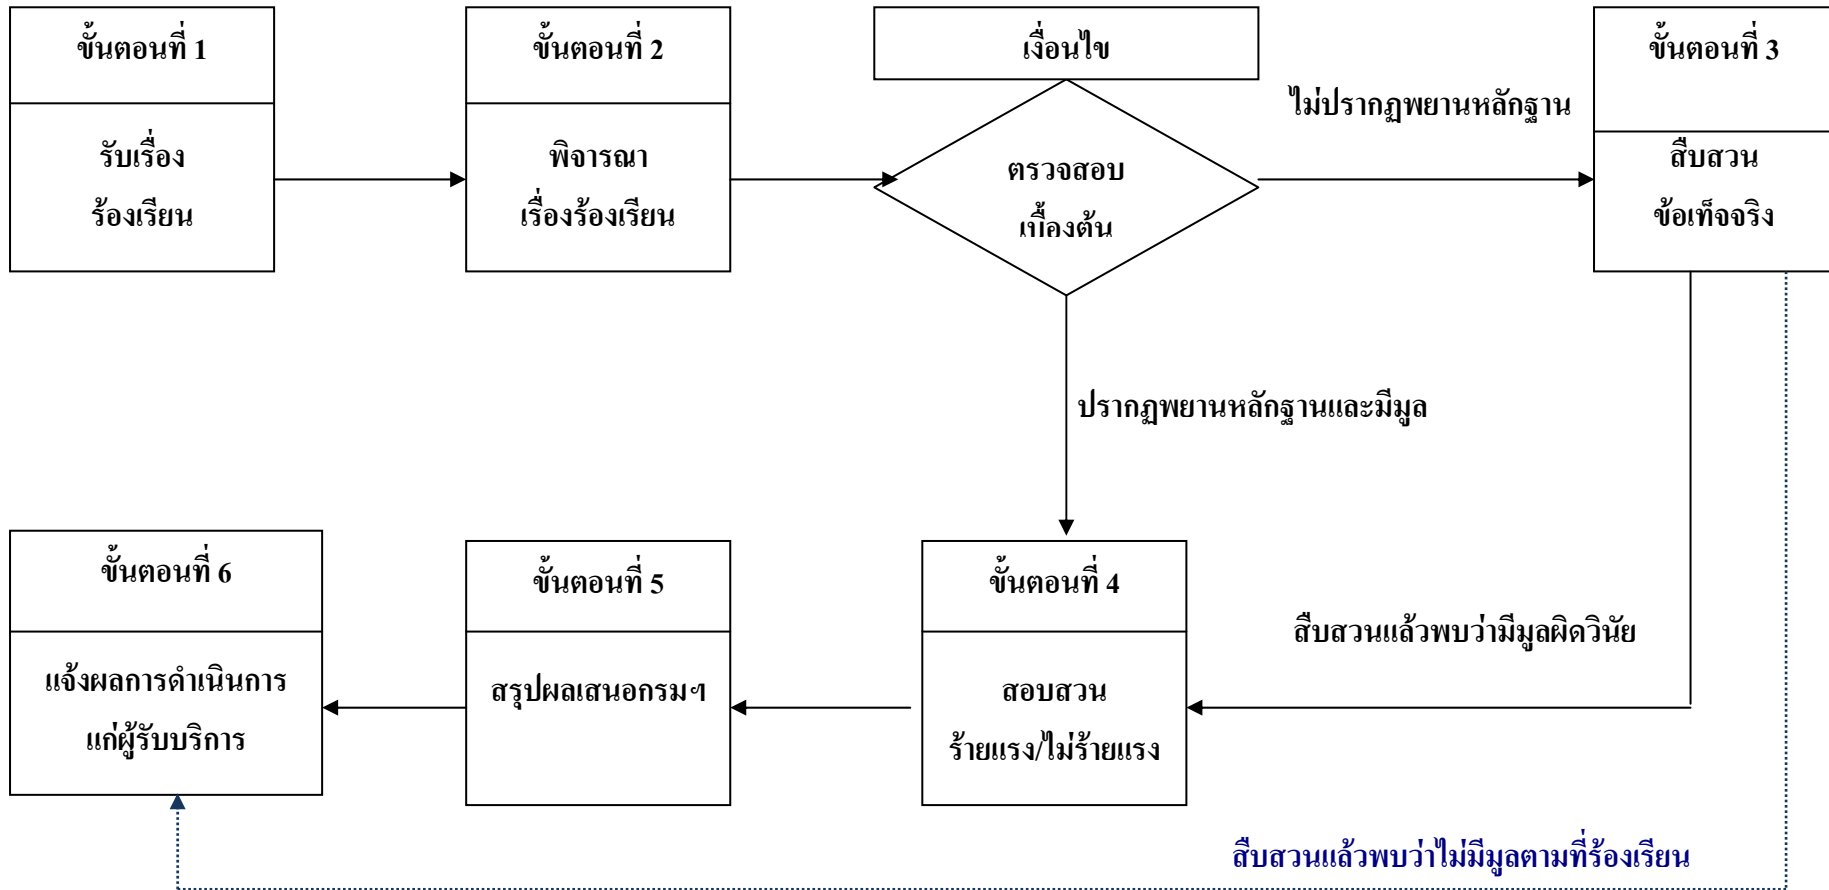 ขั้นตอนที่ 1
รับเรื่อง
ร้องเรียน
ขั้นตอนที่ 2
พิจารณา
เรื่องร้องเรียน
เงื่อนไข
ตรวจสอบ
เบื้องต้น
ไม่ปรากฏพยานหลักฐาน
ขั้นตอนที่ 3
สืบสวน
ข้อเท็จจริง
ปรากฏพยานหลักฐานและมีมูล
ขั้นตอนที่ 6
แจ้งผลการดำเนินการ
แก่ผู้รับบริการ
ขั้นตอนที่ 5
สรุปผลเสนอกรมฯ
ขั้นตอนที่ 4
สอบสวน
ร้ายแรง/ไม่ร้ายแรง
สืบสวนแล้วพบว่ามีมูลผิดวินัย
สืบสวนแล้วพบว่าไม่มีมูลตามที่ร้องเรียน